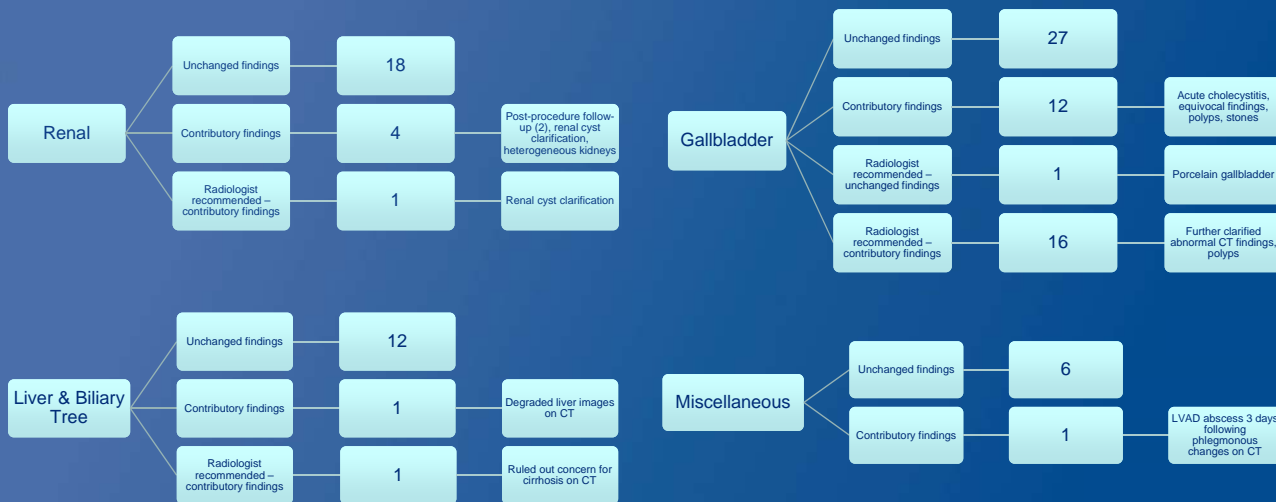 Renal
Unchanged findings
18
Contributory findings
4
Post-procedure follow-
up (2), renal cyst
clarification,
heterogeneous kidneys
Radiologist
recommended –
contributory findings
1
Renal cyst clarification
Gallbladder
Unchanged findings
27
Contributory findings
12
Acute cholecystitis,
equivocal findings,
polyps, stones
Radiologist
recommended –
unchanged findings
1
Porcelain gallbladder
Radiologist
recommended –
contributory findings
16
Further clarified
abnormal CT findings,
polyps
Liver & Biliary
Tree
Unchanged findings
12
Contributory findings
1
Degraded liver images
on CT
Radiologist
recommended –
contributory findings
1
Ruled out concern for
cirrhosis on CT
Miscellaneous
Unchanged findings
6
Contributory findings
1
LVAD abscess 3 days
following
phlegmonous
changes on CT